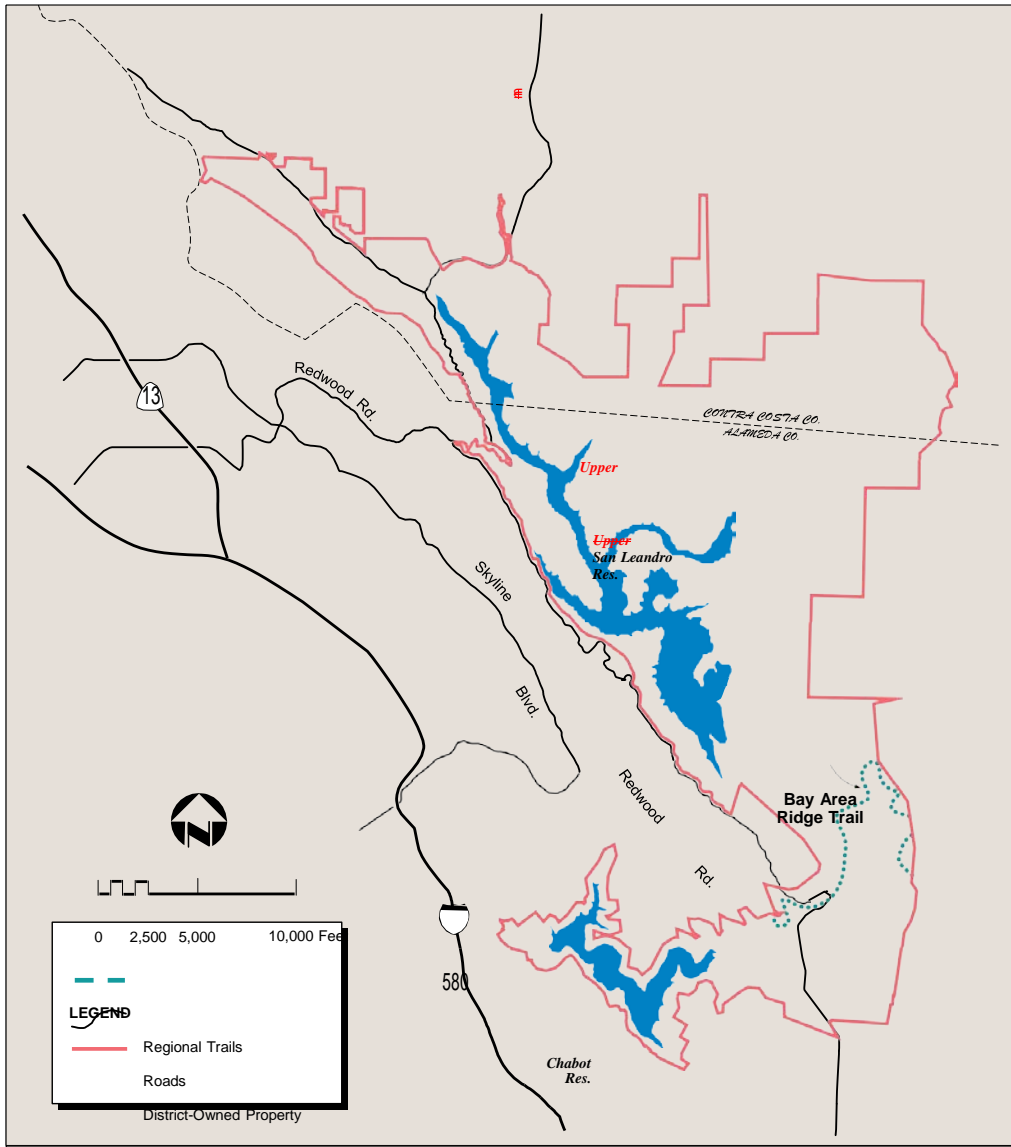 Redwood Rd.
13
CONTRA COSTA CO.
ALAMEDA CO.
Upper
Upper
San Leandro
Res.
Skyline
Blvd.
Redwood
Rd.
Bay Area
Ridge Trail
N
0 2,500 5,000 10,000 Fee
LEGEND
Regional Trails
Roads
District-Owned Property
580
Chabot
Res.